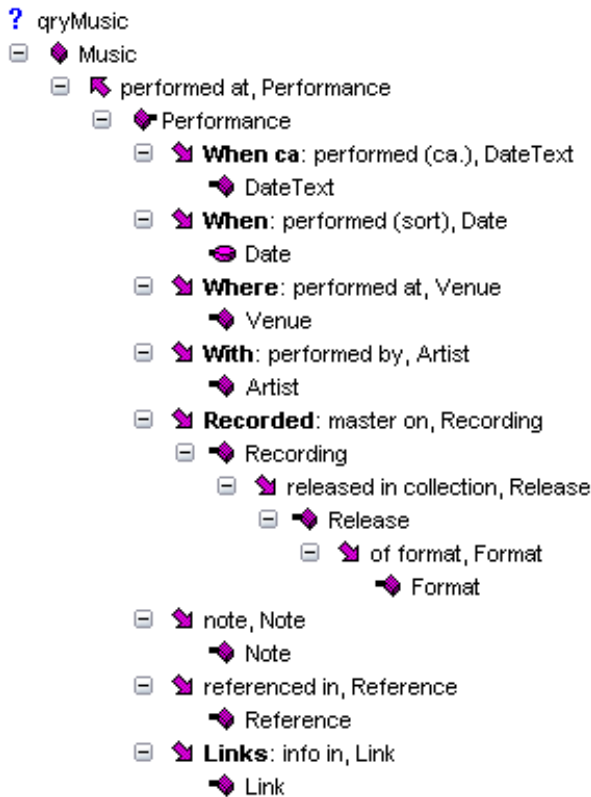 ? qryMusic
Music
performed at, Performance
Performance
When ca: performed (ca.), DateText
DateText
When: performed (sort), Date
Date
Where: performed at, Venue
Venue
With: performed by, Artist
Artist
Recorded: master on, Recording
Recording
released in collection, Release
Release
of format, Format
Format
note, Note
Note
referenced in, Reference
Reference
Links: info in, Link
Link